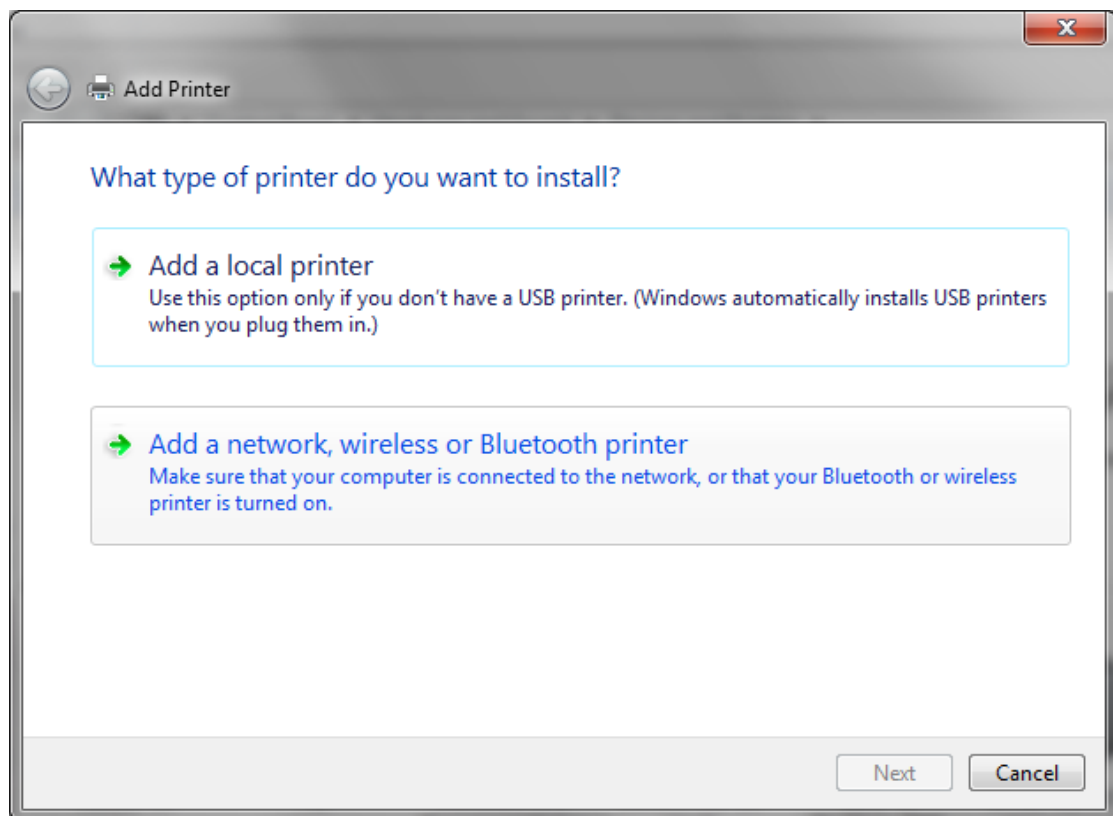 Add Printer
What type of printer do you want to install?
Add a local printer
Use this option only if you don't have a USB printer. (Windows automatically installs USB printers
when you plug them in.)
Add a network, wireless or Bluetooth printer
Make sure that your computer is connected to the network, or that your Bluetooth or wireless
printer is turned on.
Next
Cancel